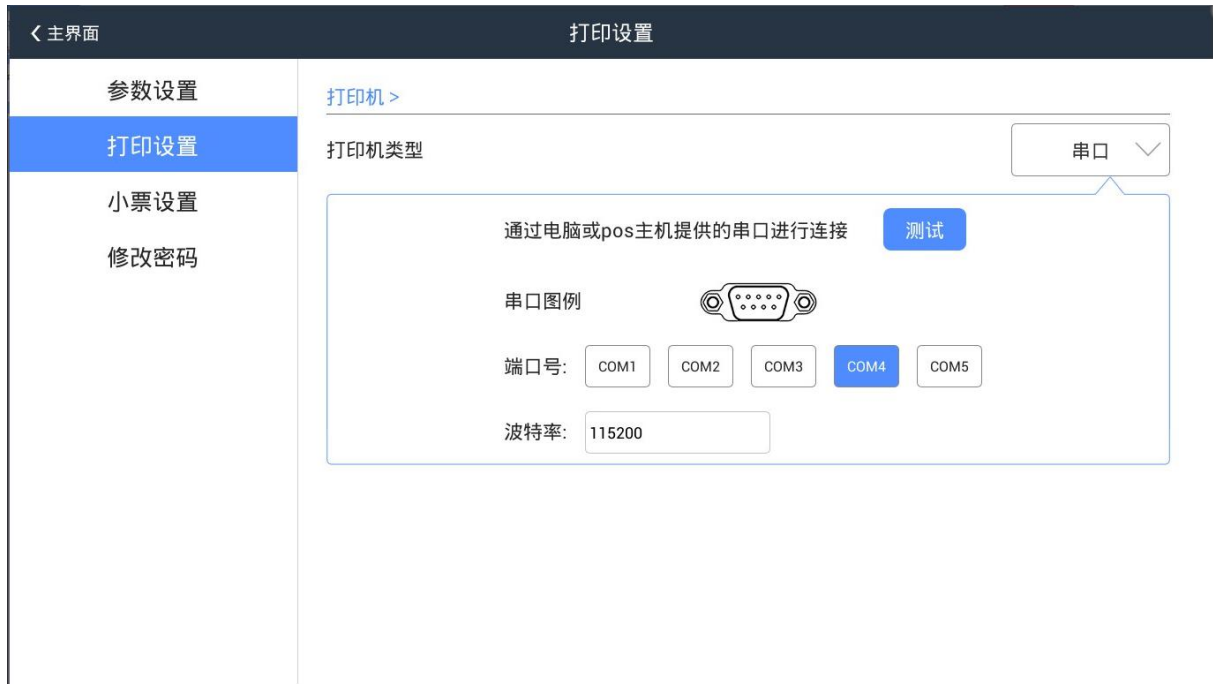 主界面
打印设置
参数设置
打印设置
小票设置
修改密码
打印机 >
打印机类型
串口
通过电脑或pos主机提供的串口进行连接
测试
串口图例
端口号: COM1 COM2 COM3 COM4 COM5
波特率: 115200